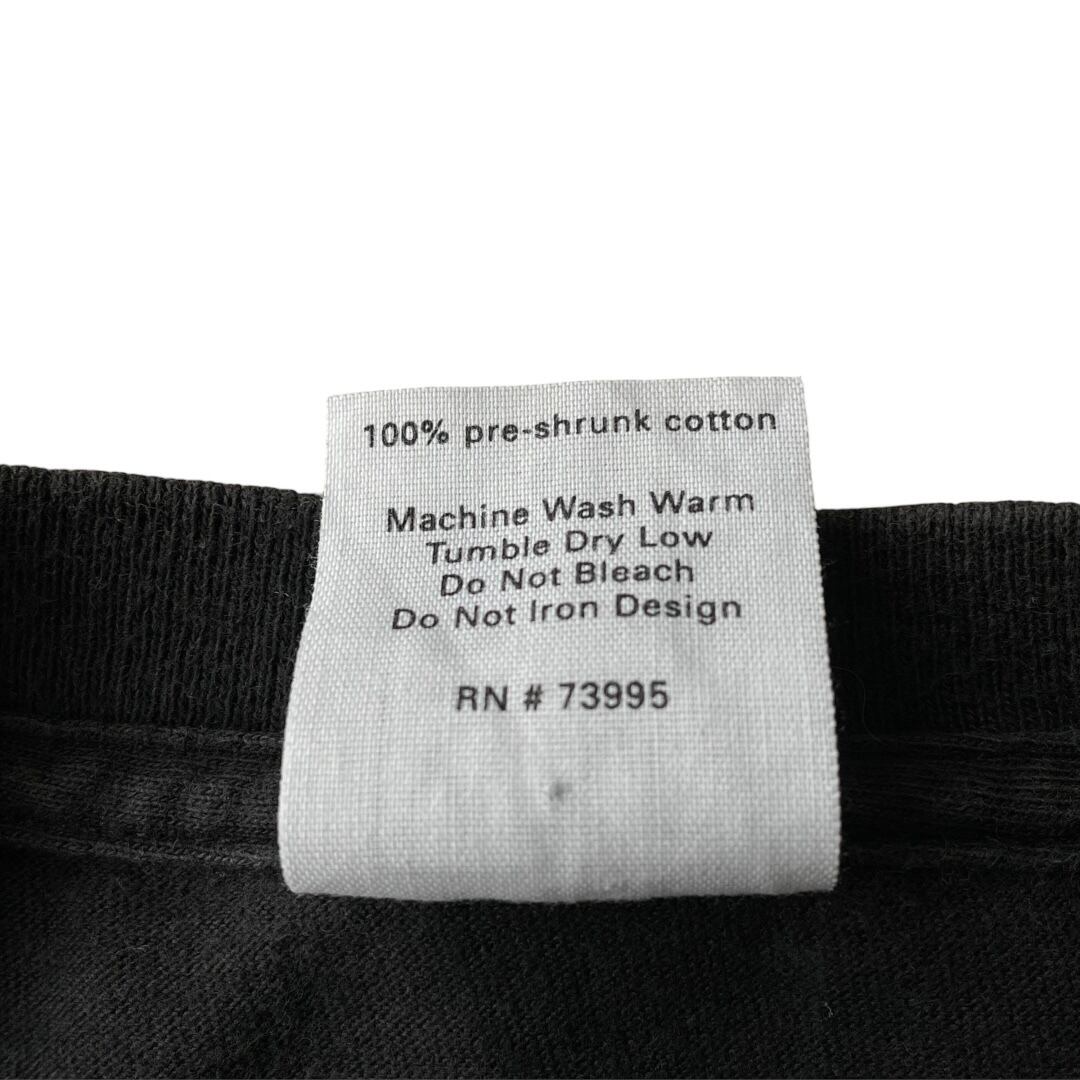 100% pre-shrunk cotton
Machine Wash Warm
Tumble Dry Low
Do Not Bleach
Do Not Iron Design
RN # 73995